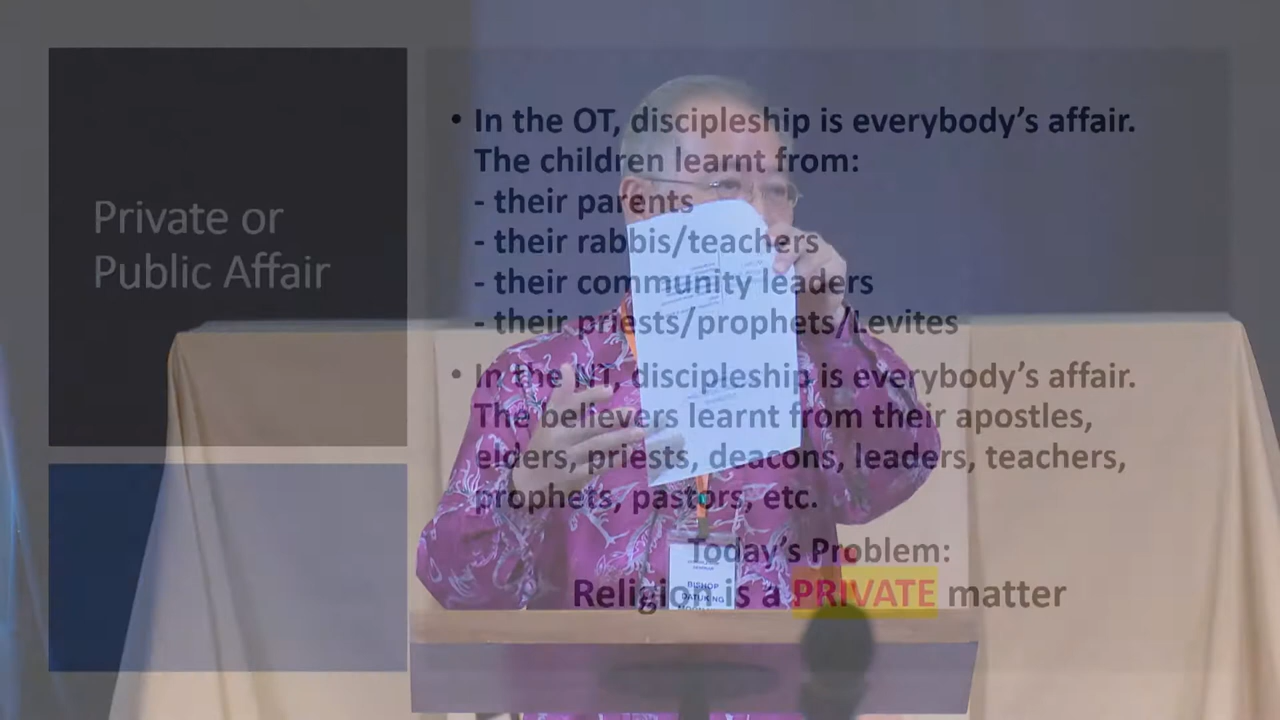 Private or
Public Affair
• In the OT, discipleship is everybody’s affair.
The children learnt from:
- their parents
- their rabbis/teachers
- their community leaders
- their priests/prophets/Levites
• In the NT, discipleship is everybody’s affair.
The believers learnt from their apostles,
elders, priests, deacons, leaders, teachers,
prophets, pastors, etc.
Today’s Problem:
Religion is a PRIVATE matter
BISHOP
DATUK NG